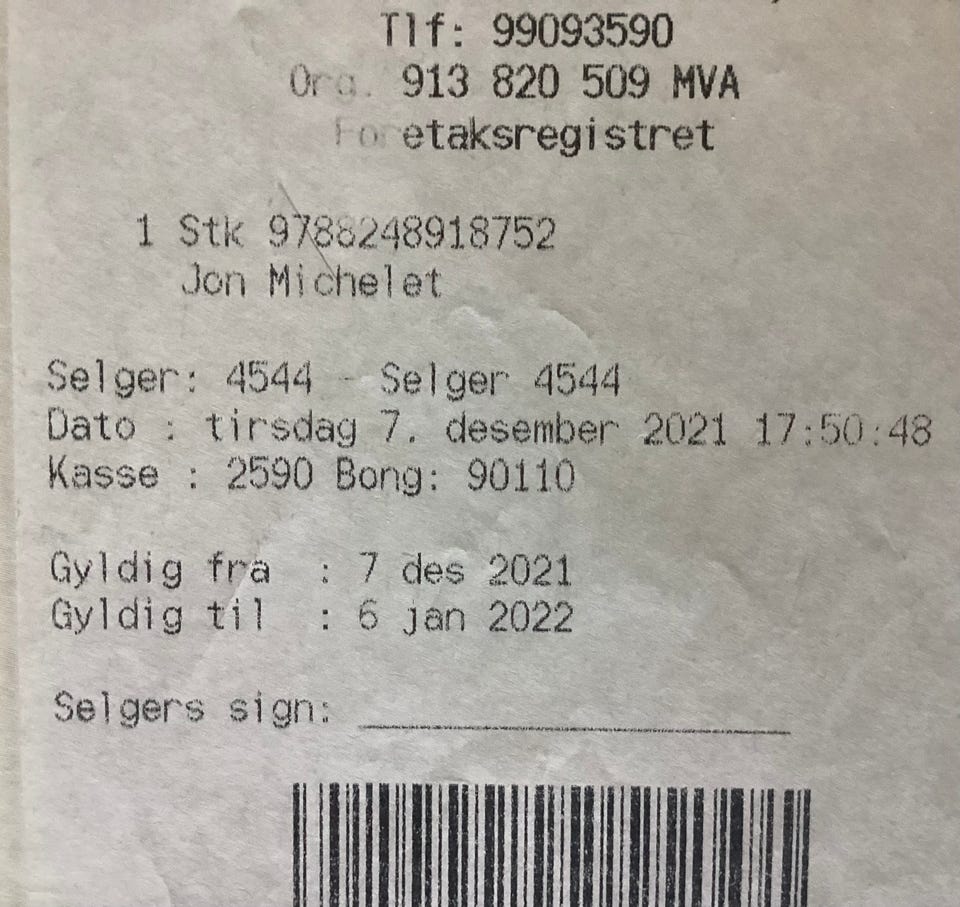 Tlf: 99093590
Org. 913 820 509 MVA
Foretaksregistret
1 Stk 9788248918752
Jon Michelet
Selger: 4544 - Selger 4544
Dato : tirsdag 7. desember 2021 17:50:48
Kasse : 2590 Bong: 90110
Gyldig fra : 7 des 2021
Gyldig til : 6 jan 2022
Selgers sign: